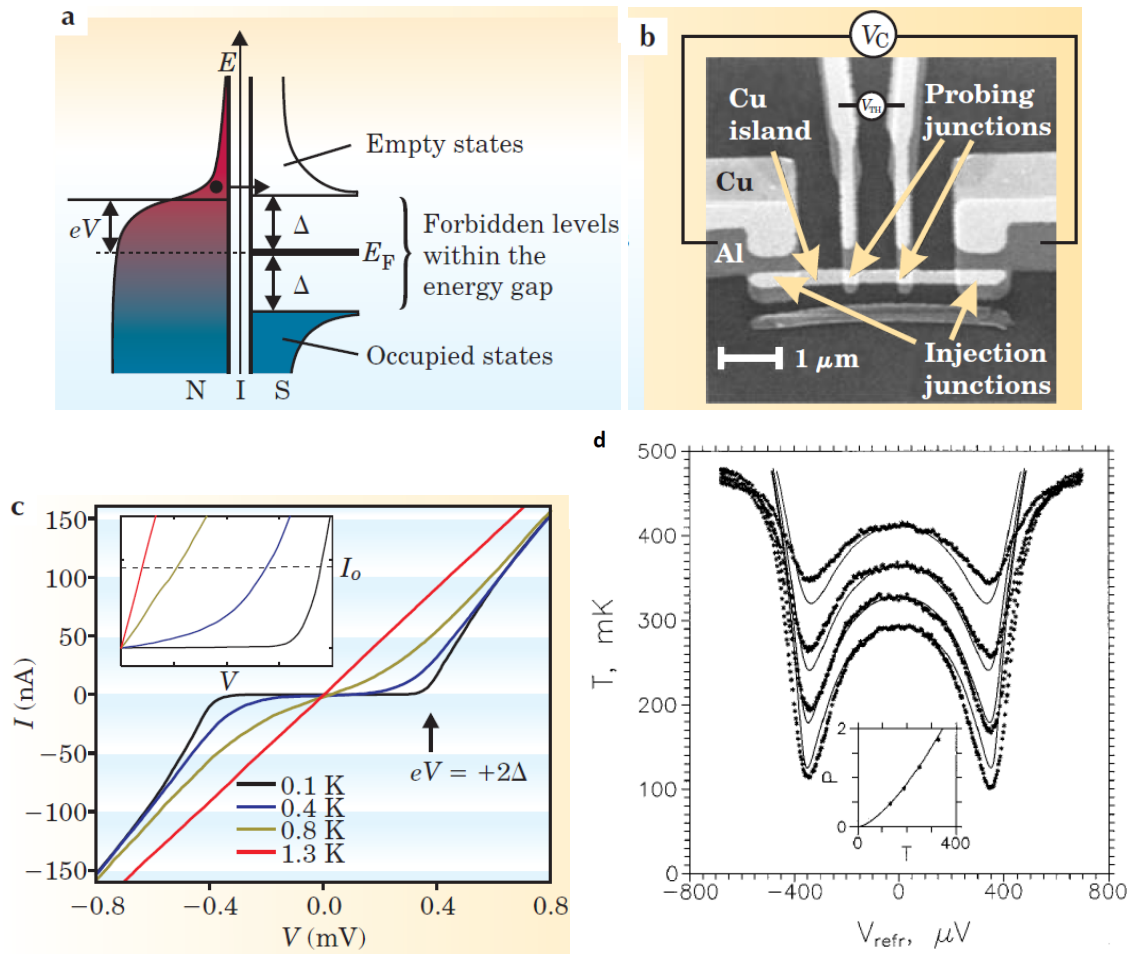 a
E
Empty states
eV
Δ
E_F
Δ
Forbidden levels
within the
energy gap
Occupied states
N I S
b
V_C
V_TH
Cu
island
Probing
junctions
Cu
Al
1 μm
Injection
junctions
c
150
100
50
0
−50
−100
−150
I (nA)
I_o
V
eV = +2Δ
0.1 K
0.4 K
0.8 K
1.3 K
−0.8 −0.4 0.0 0.4 0.8
V (mV)
d
500
400
300
200
100
0
T, mK
2
1
0
P
0 400
T
−800 −400 0 400 800
V_refr, μV